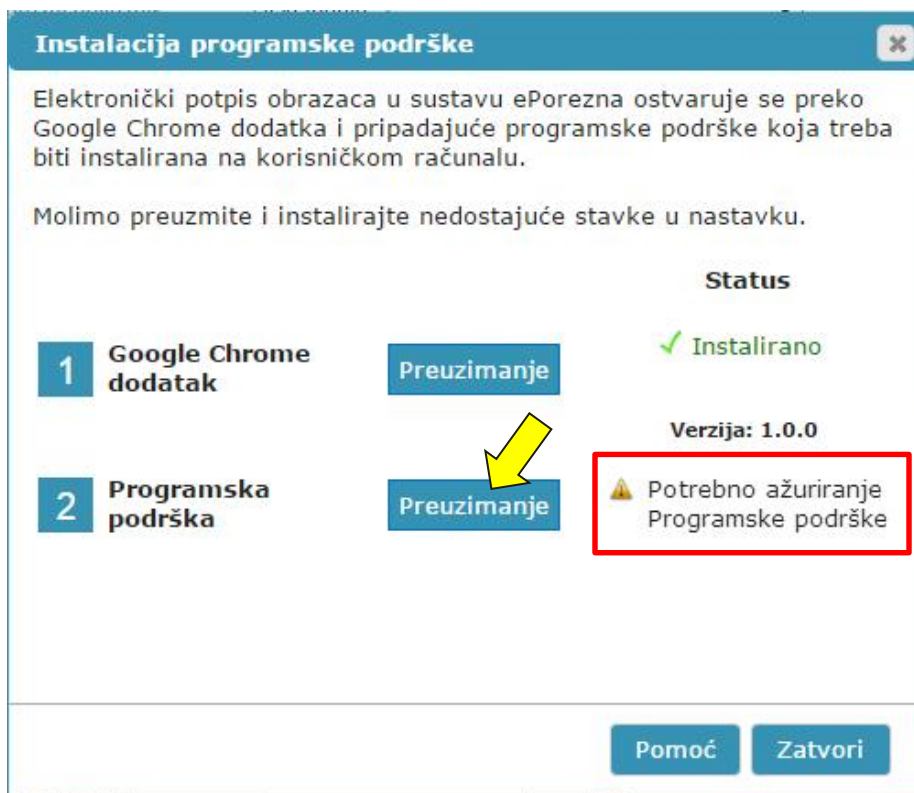 Instalacija programske podrške
Elektronički potpis obrazaca u sustavu ePorezna ostvaruje se preko
Google Chrome dodatka i pripadajuće programske podrške koja treba
biti instalirana na korisničkom računalu.
Molimo preuzmite i instalirajte nedostajuće stavke u nastavku.
Status
1 Google Chrome dodatak Preuzimanje Instalirano
Verzija: 1.0.0
2 Programska podrška Preuzimanje Potrebno ažuriranje
Programske podrške
Pomoć Zatvori